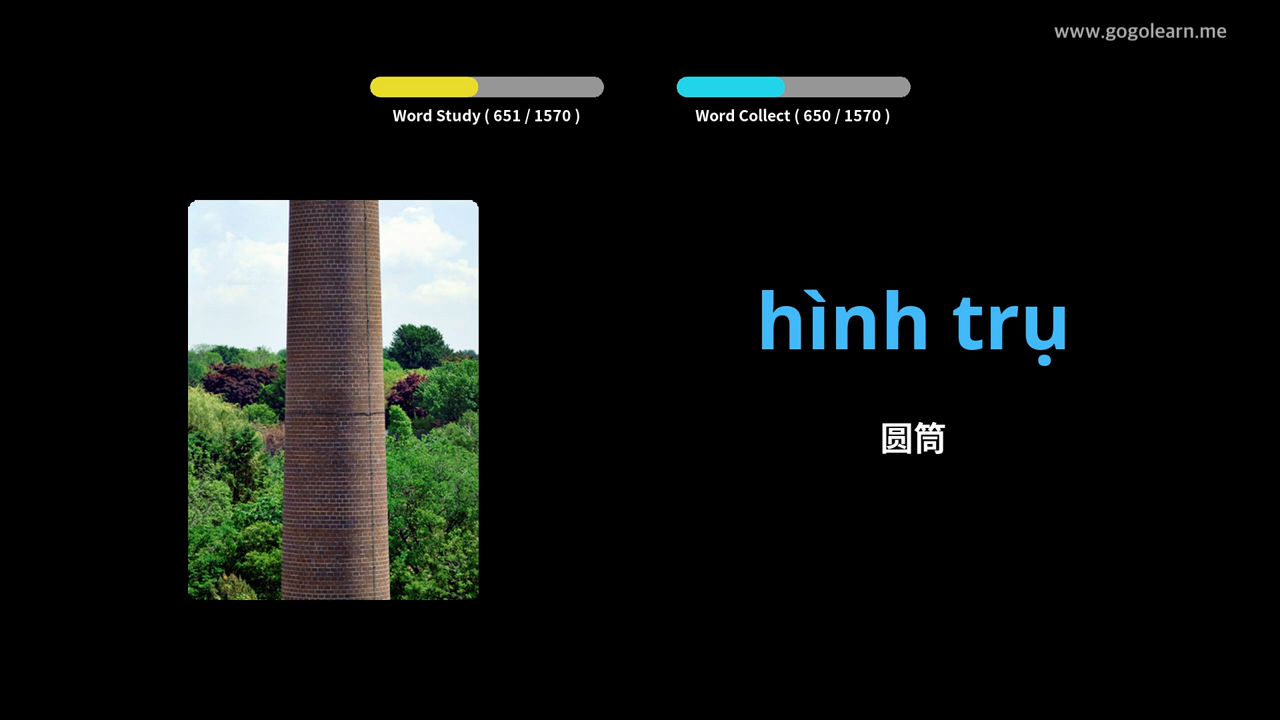 www.gogolearn.me
Word Study ( 651 / 1570 )
Word Collect ( 650 / 1570 )
hình trụ
圆筒